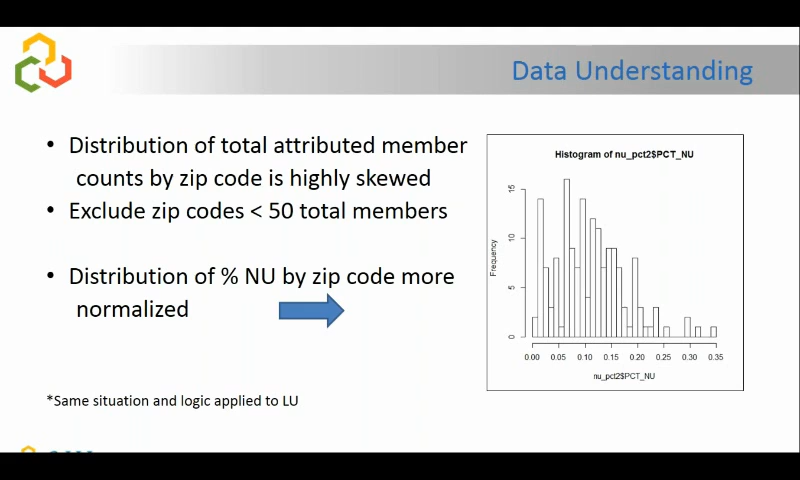 Data Understanding
• Distribution of total attributed member
counts by zip code is highly skewed
• Exclude zip codes < 50 total members
• Distribution of % NU by zip code more
normalized
*Same situation and logic applied to LU
Histogram of nu_pct2$PCT_NU
Frequency
15
10
5
0
0.00 0.05 0.10 0.15 0.20 0.25 0.30 0.35
nu_pct2$PCT_NU